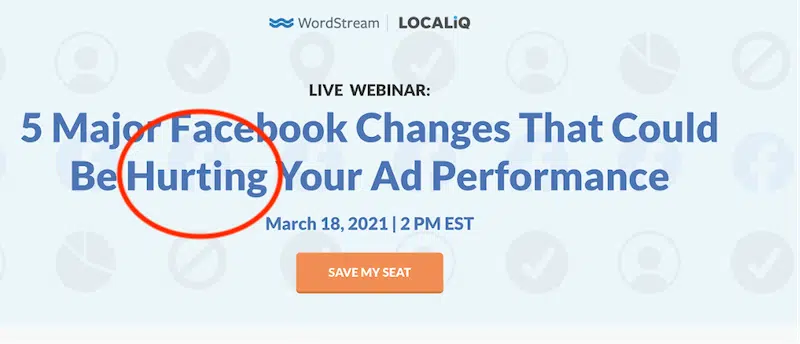 WordStream | LOCALiQ
LIVE WEBINAR:
5 Major Facebook Changes That Could
Be Hurting Your Ad Performance
March 18, 2021 | 2 PM EST
SAVE MY SEAT